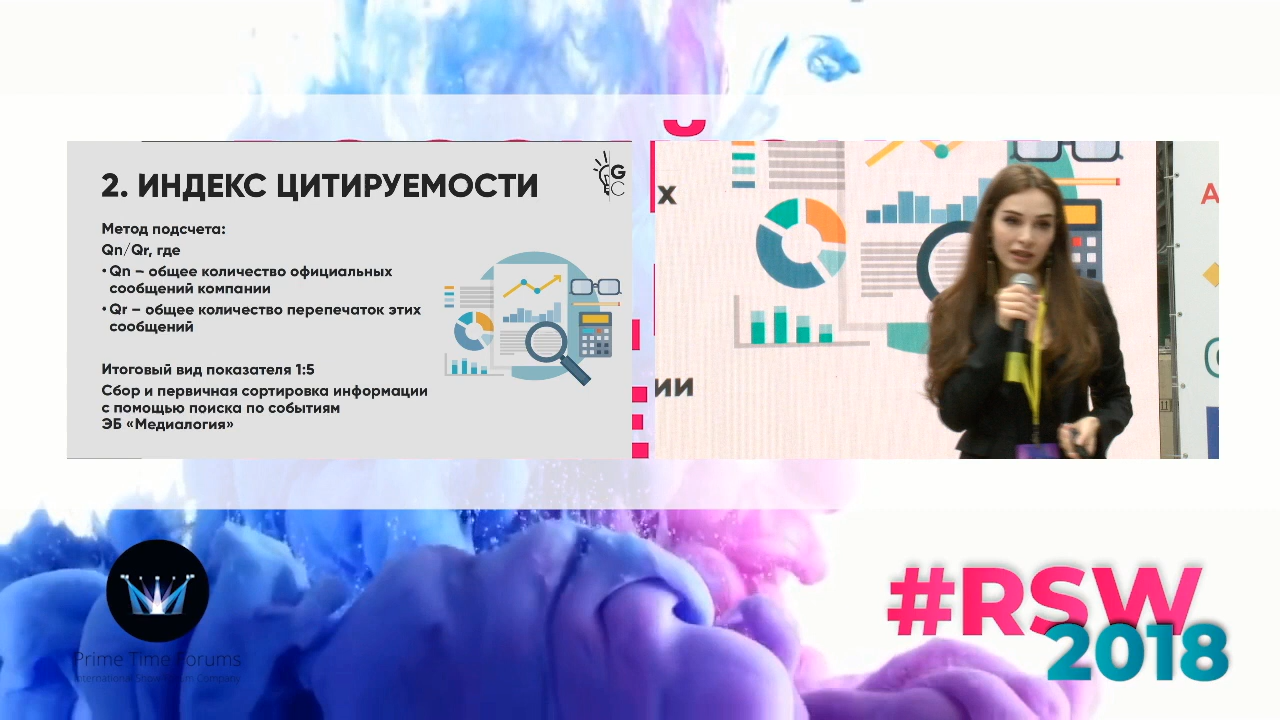 2. ИНДЕКС ЦИТИРУЕМОСТИ
GC
Метод подсчета:
Qn/Qr, где
• Qn – общее количество официальных
сообщений компании
• Qr – общее количество перепечаток этих
сообщений
Итоговый вид показателя 1:5
Сбор и первичная сортировка информации
с помощью поиска по событиям
ЭБ «Медиалогия»
х
ии
А
Prime Time Forums
#RSW
2018